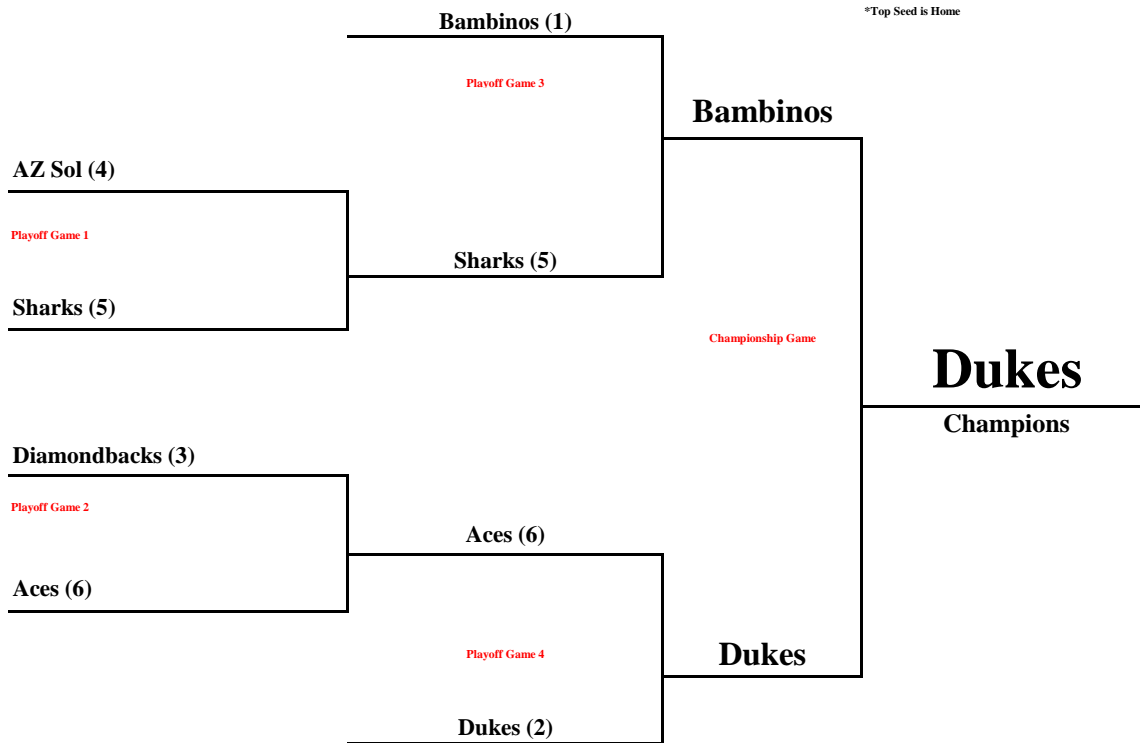 *Top Seed is Home
Bambinos (1)
Playoff Game 3
Bambinos
AZ Sol (4)
Playoff Game 1
Sharks (5)
Sharks (5)
Championship Game
Dukes
Champions
Diamondbacks (3)
Playoff Game 2
Aces (6)
Aces (6)
Playoff Game 4
Dukes
Dukes (2)